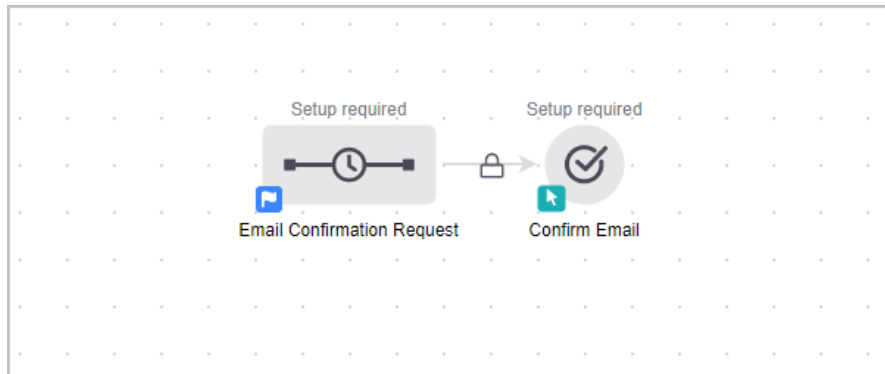 Setup required
Setup required
Email Confirmation Request
Confirm Email